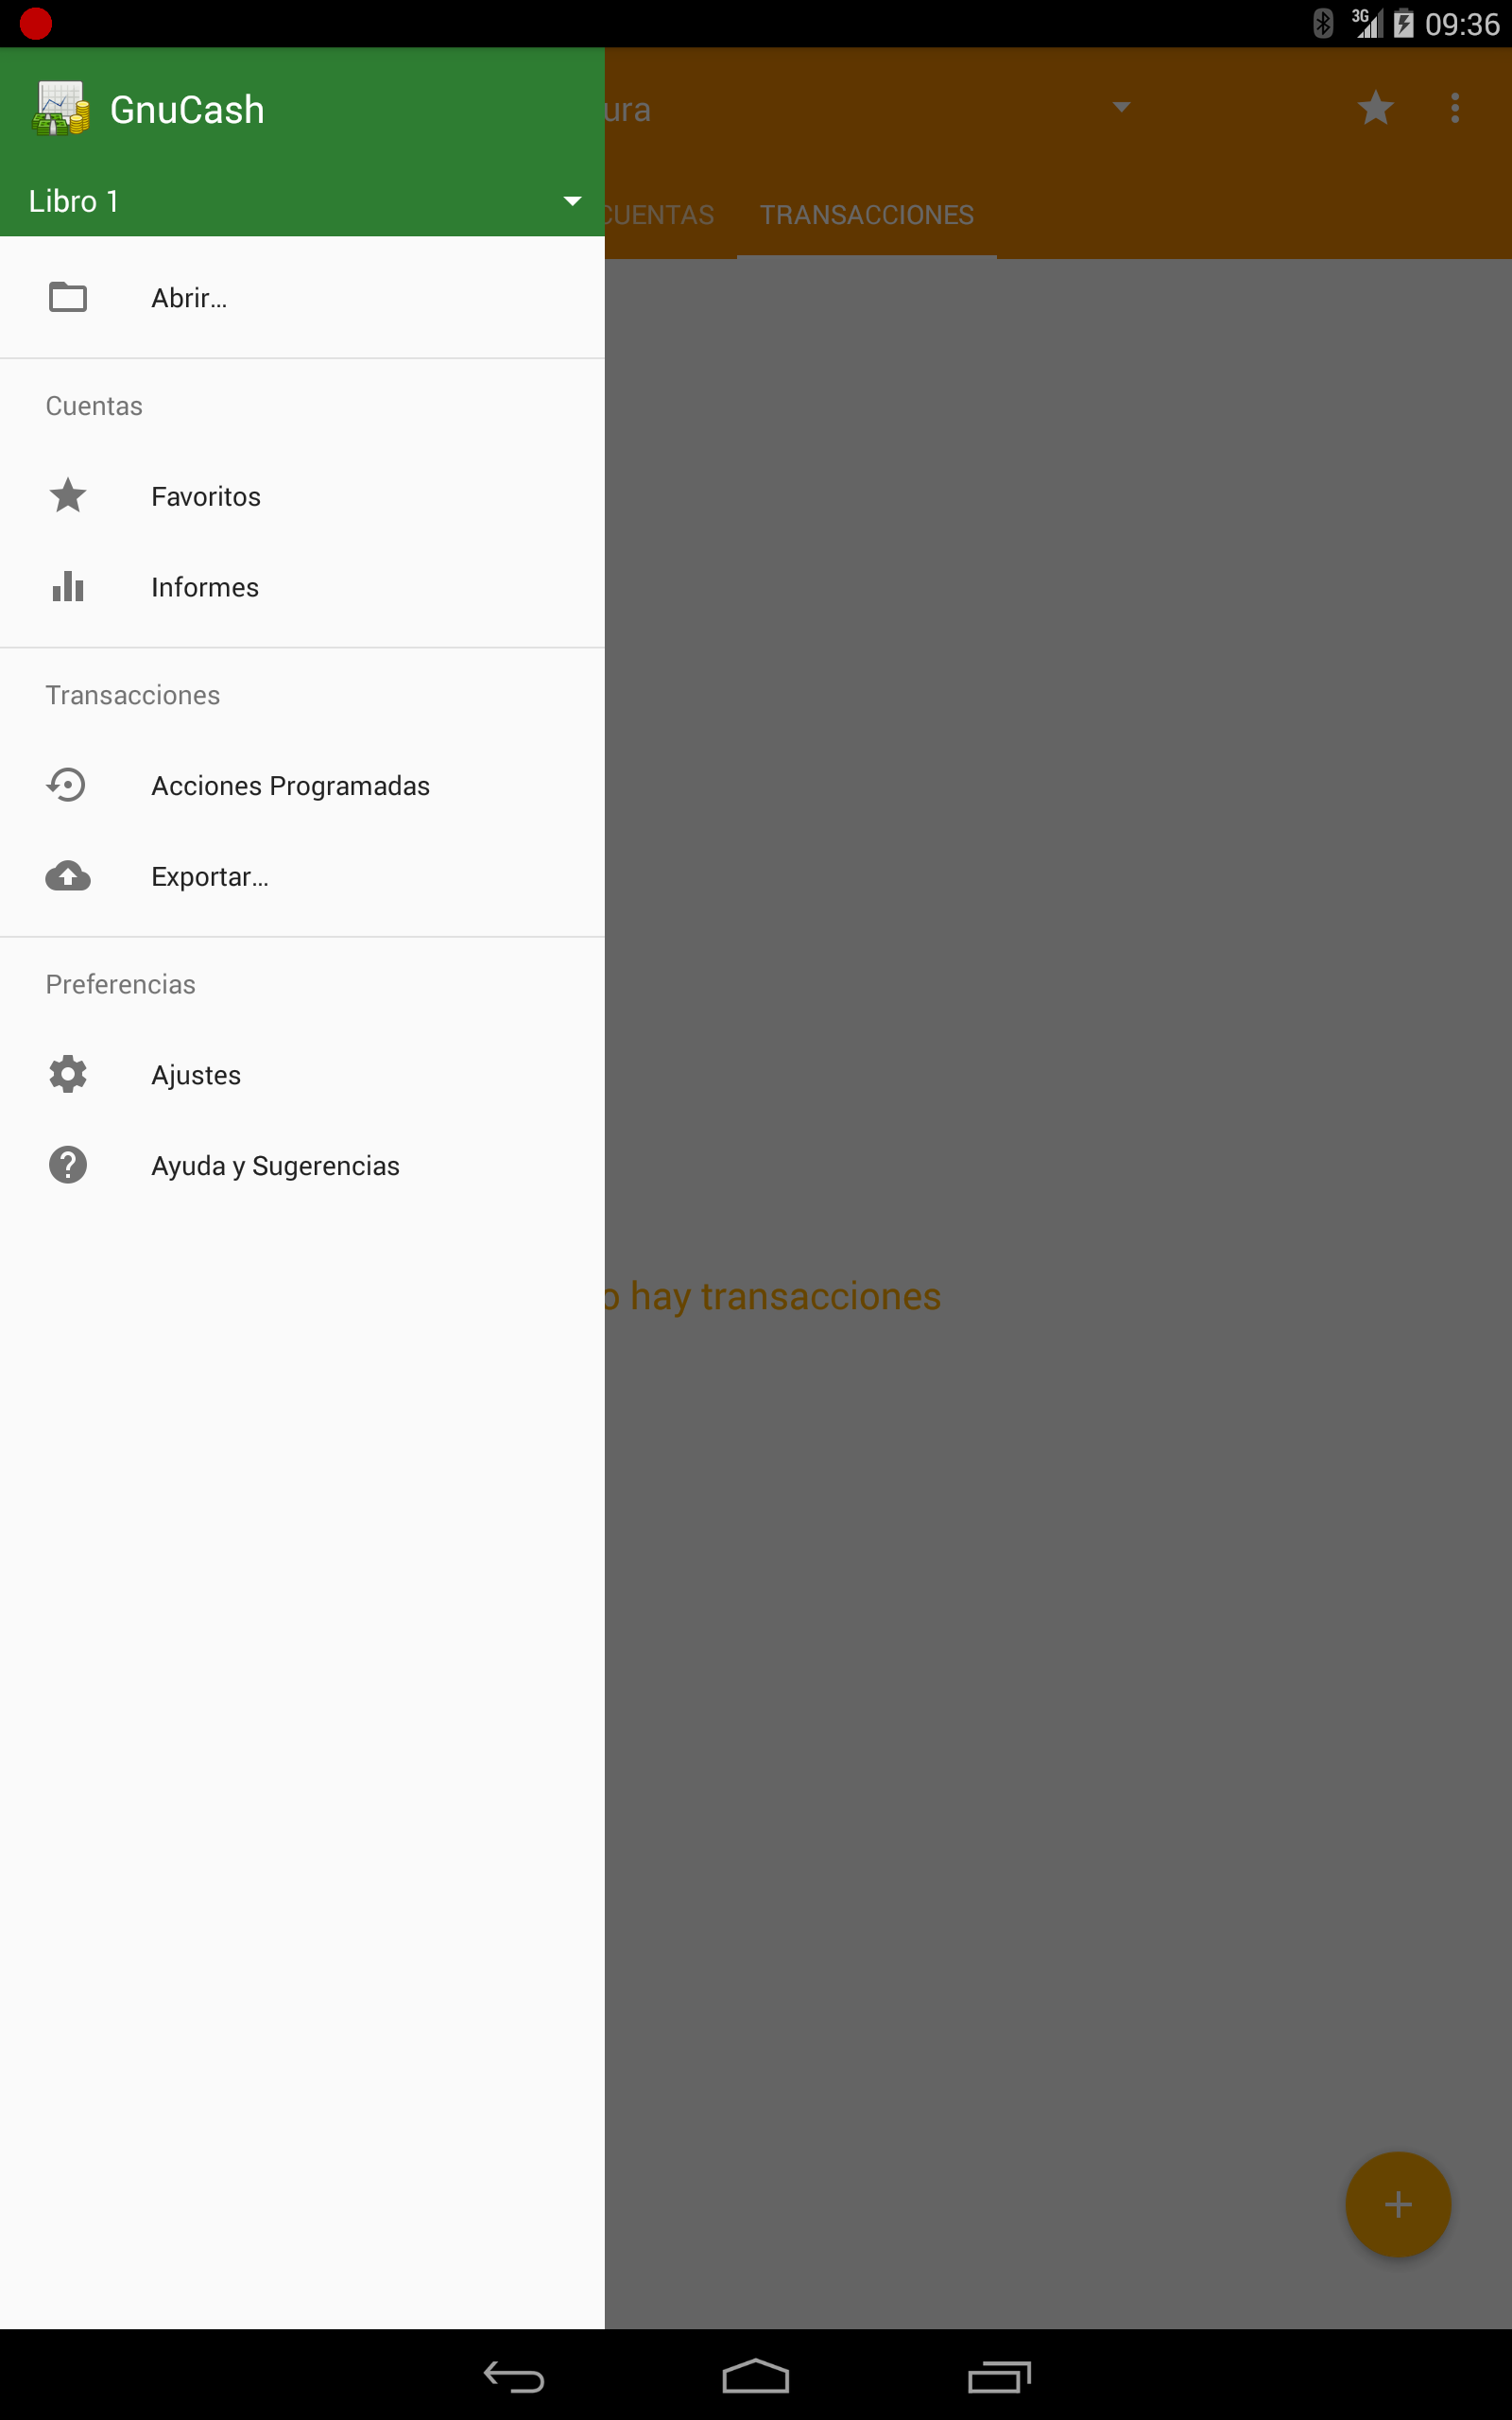 3G 09:36
GnuCash
ura
Libro 1
CUENTAS TRANSACCIONES
Abrir...
Cuentas
Favoritos
Informes
Transacciones
Acciones Programadas
Exportar...
Preferencias
Ajustes
Ayuda y Sugerencias
o hay transacciones